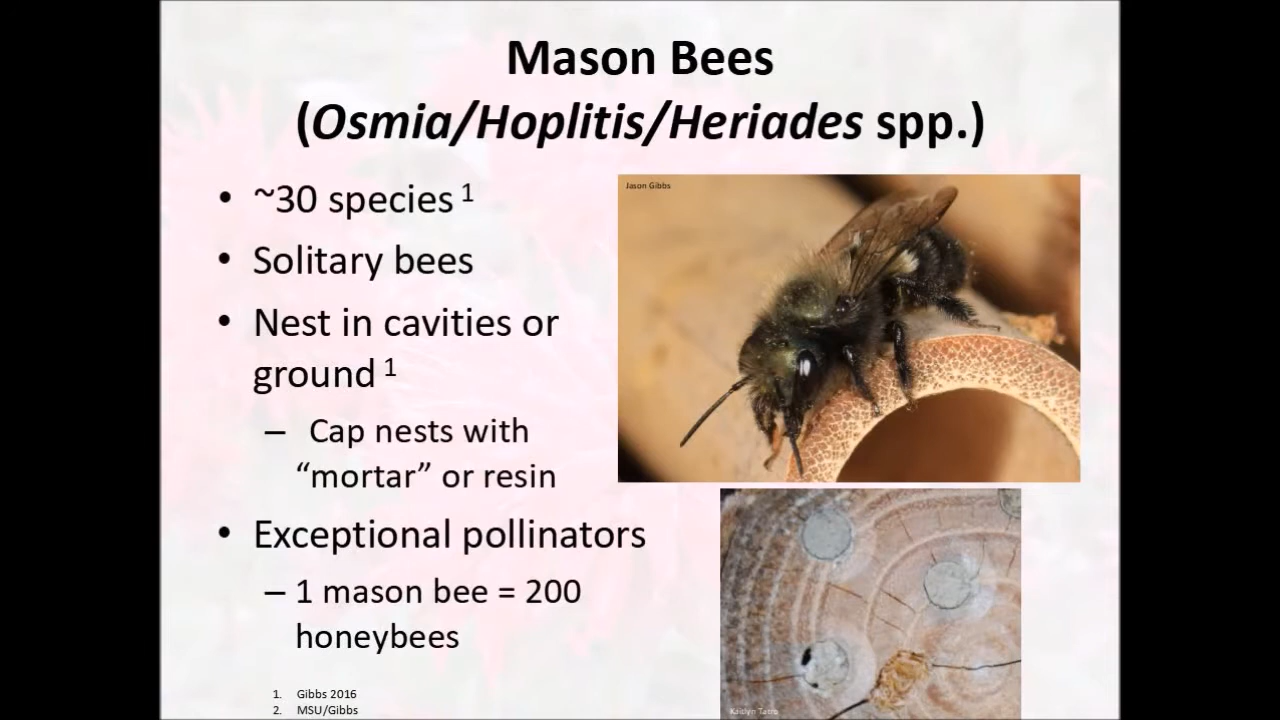 Mason Bees
(Osmia/Hoplitis/Heriades spp.)
• ~30 species 1
• Solitary bees
• Nest in cavities or
ground 1
– Cap nests with
“mortar” or resin
• Exceptional pollinators
– 1 mason bee = 200
honeybees
1. Gibbs 2016
2. MSU/Gibbs
Jason Gibbs